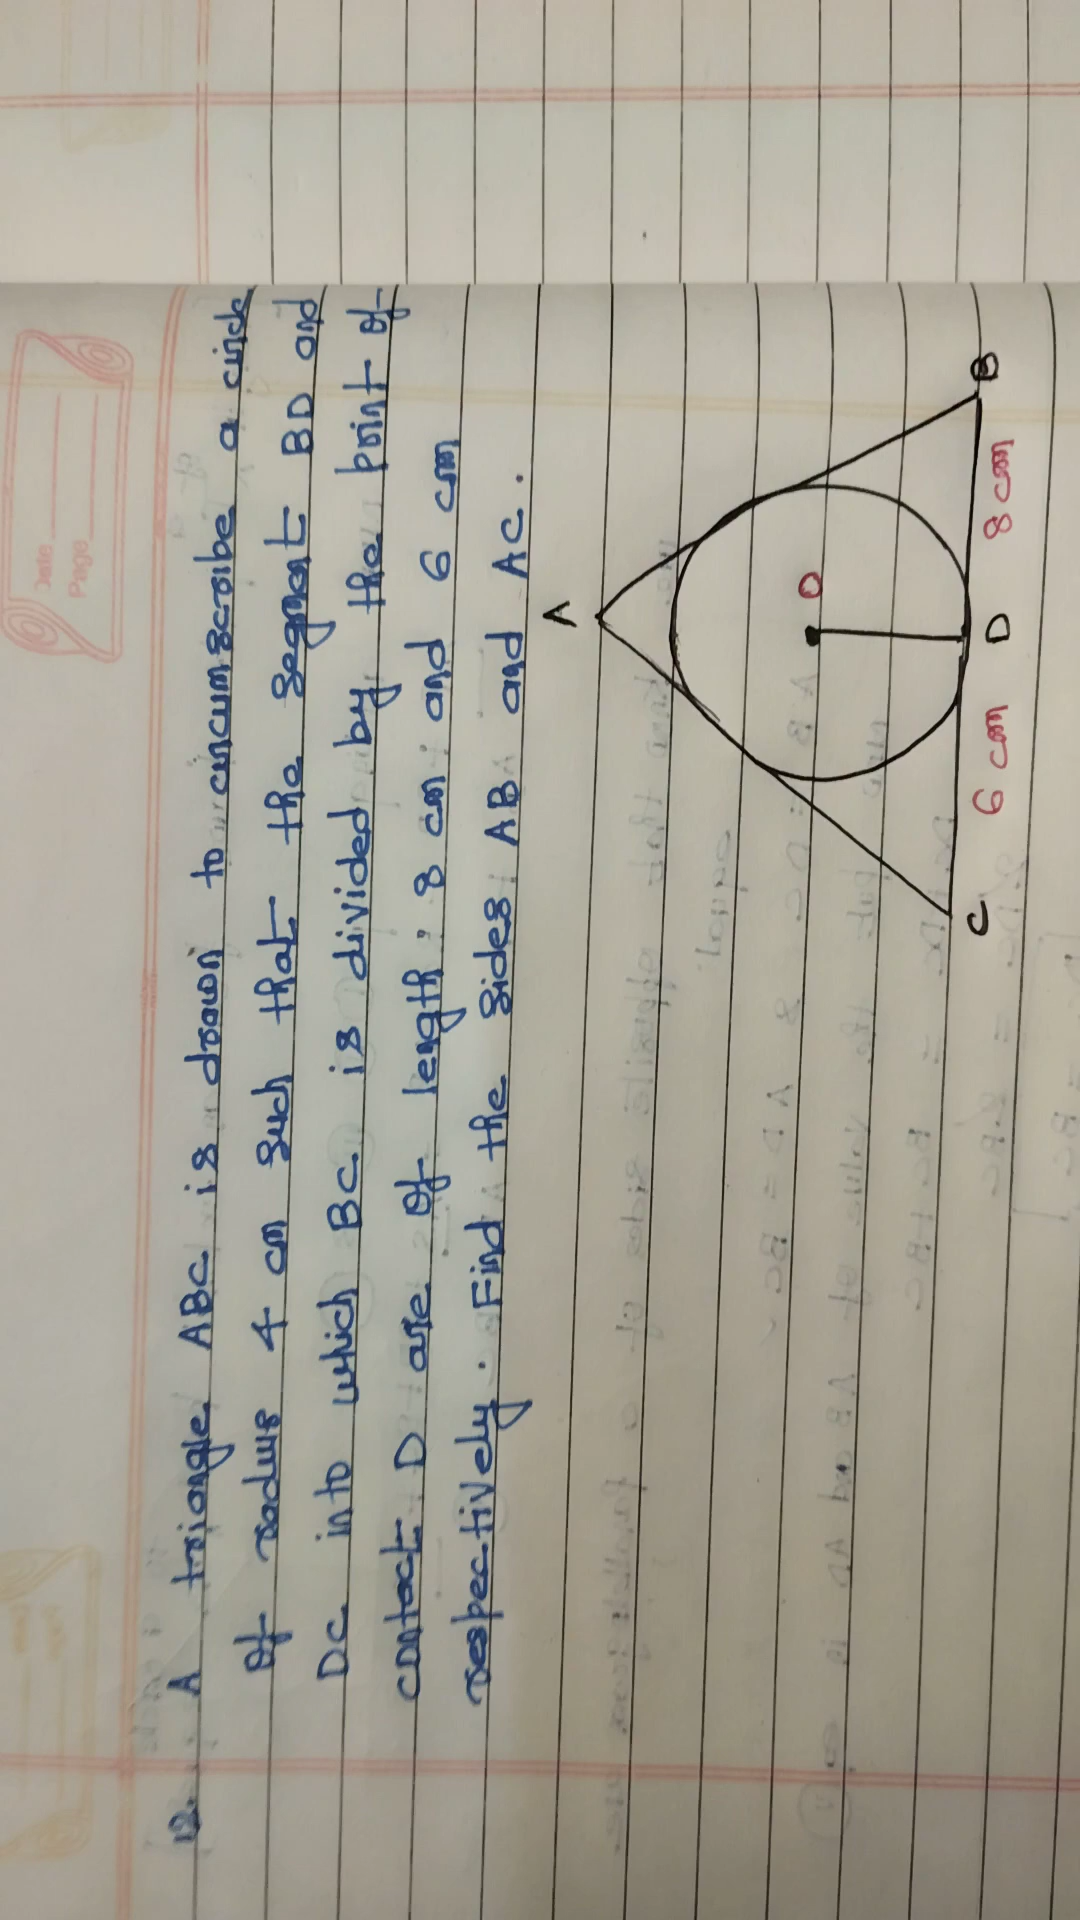 12. A triangle ABC is drawn to circumscribe a circle
of radius 4 cm such that the segment BD and
DC into which BC is divided by the point of
contact D are of length 8 cm and 6 cm
respectively. Find the sides AB and AC.
A
O
C D B
6 cm 8 cm
Date
Page